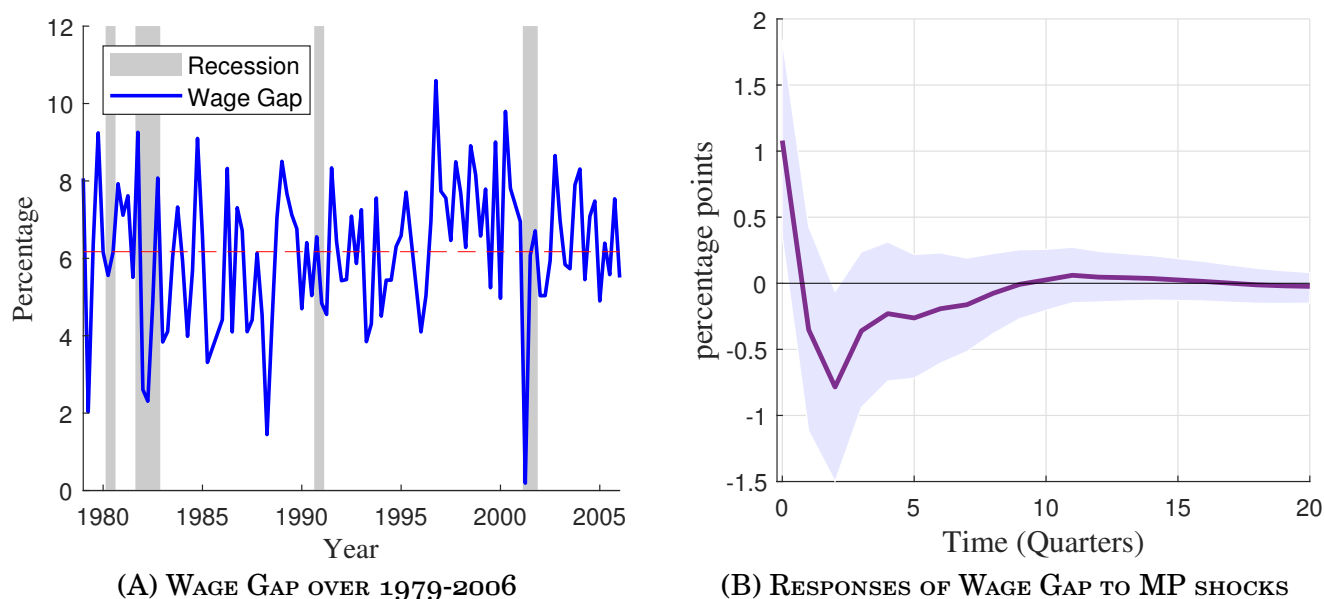 12
10
8
6
4
2
0
Percentage
Recession
Wage Gap
1980 1985 1990 1995 2000 2005
Year
(A) Wage Gap over 1979-2006
2
1.5
1
0.5
0
-0.5
-1
-1.5
percentage points
0 5 10 15 20
Time (Quarters)
(B) Responses of Wage Gap to MP shocks